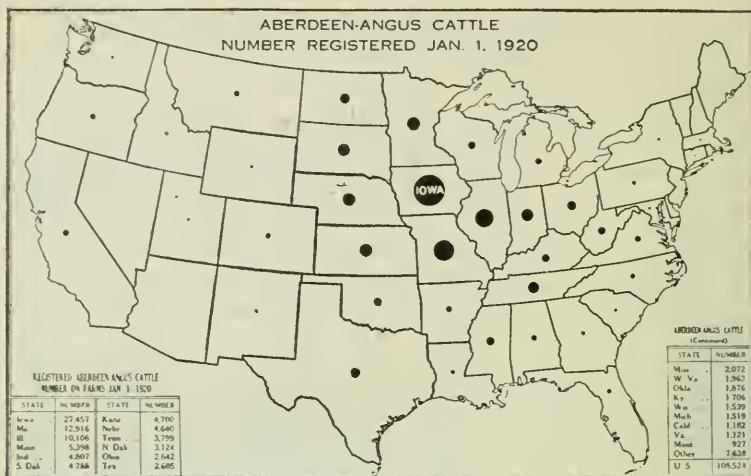 ABERDEEN-ANGUS CATTLE
NUMBER REGISTERED JAN. 1, 1920
IOWA
REGISTERED ABERDEEN ANGUS CATTLE
NUMBER ON FARMS JAN 1, 1920
STATE NUMBER STATE NUMBER
Iowa 27,457 Kans 4,700
Mo 12,916 Nebr 4,640
Ill 10,106 Tenn 3,799
Minn 5,398 N Dak 3,124
Ind 4,807 Ohio 2,642
S. Dak 4,788 Tex 2,685
ABERDEEN ANGUS CATTLE
(Continued)
STATE NUMBER
Miss 2,072
W Va 1,962
Okla 1,876
Ky 1 706
Wis 1,539
Mich 1,519
Calif 1,182
Va 1,121
Mont 927
Other 7,638
U S 108,524